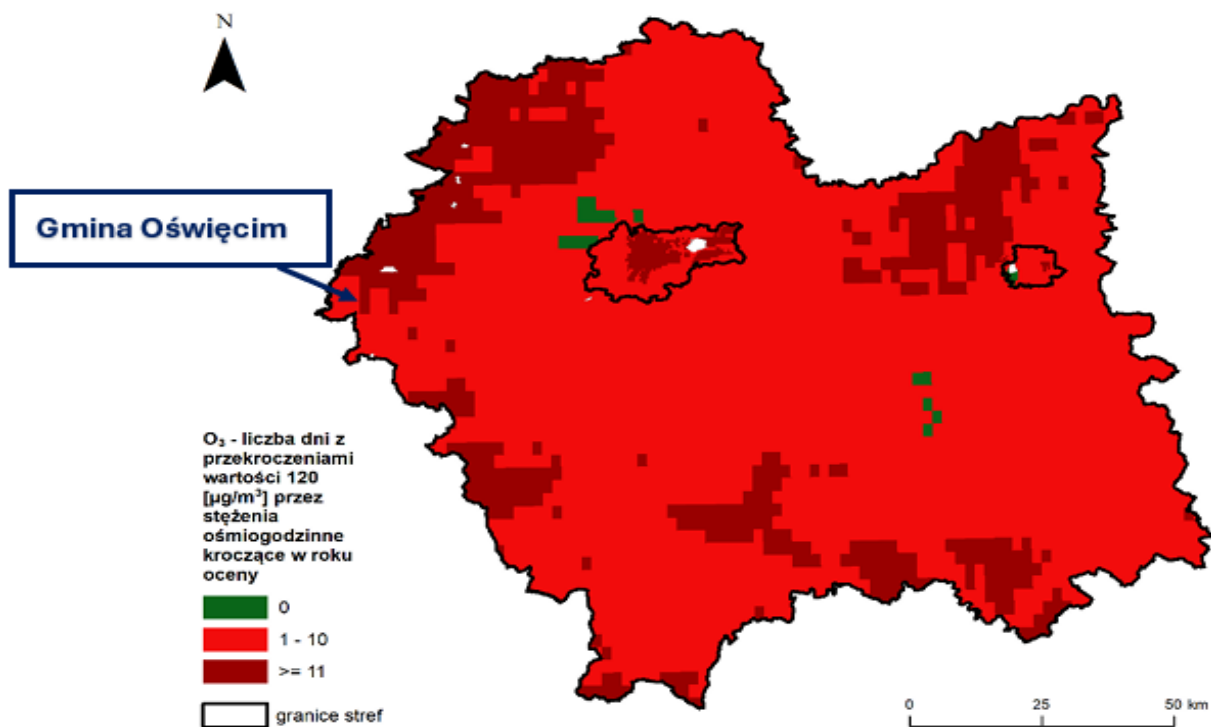 N
Gmina Oświęcim
O₃ - liczba dni z
przekroczeniami
wartości 120
[µg/m³] przez
stężenia
ośmiogodzinne
kroczące w roku
oceny
0
1 - 10
>= 11
granice stref
0 25 50 km